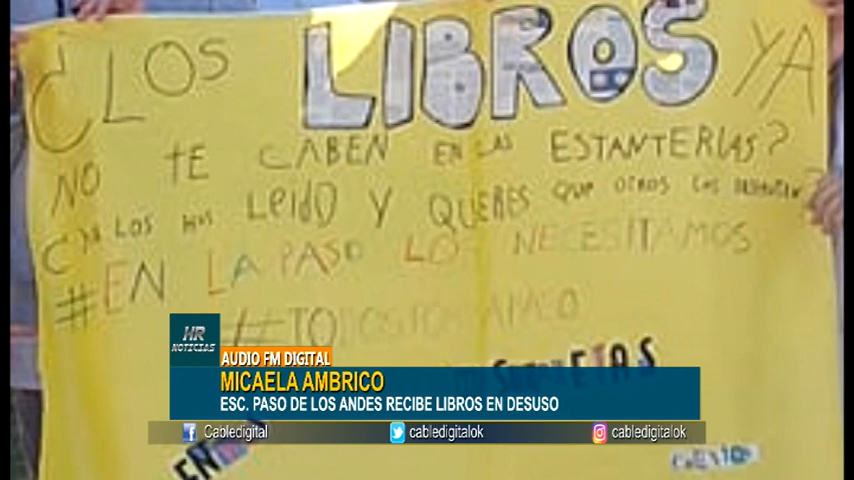 ¿LOS LIBROS YA
NO TE CABEN EN LAS ESTANTERIAS?
¿YA LOS HAS LEIDO Y QUERES QUE OTROS LOS ?
#EN LA PASO LOS NECESITAMOS
HR
NOTICIAS
AUDIO FM DIGITAL
MICAELA AMBRICO
ESC. PASO DE LOS ANDES RECIBE LIBROS EN DESUSO
Cabledigital
cabledigitalok
cabledigitalok